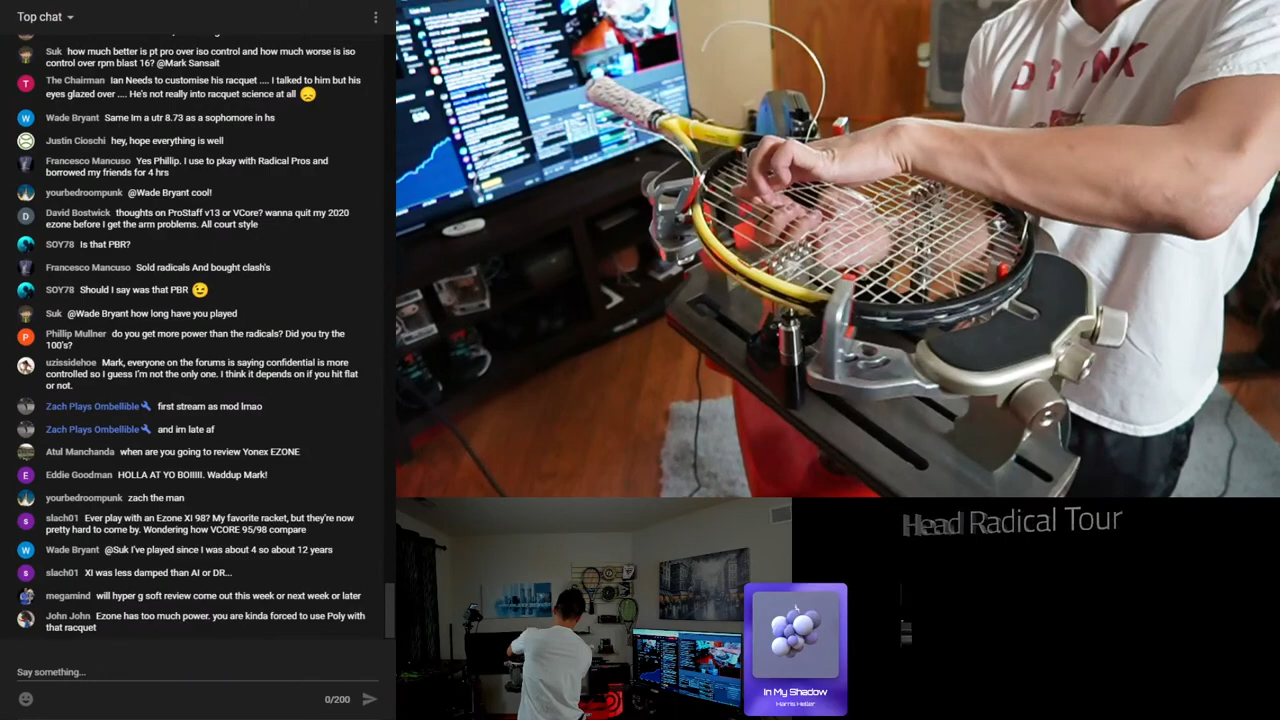 Top chat
Suk how much better is pt pro over iso control and how much worse is iso
control over rpm blast 16? @Mark Sansait
The Chairman Ian Needs to customise his racquet .... I talked to him but his
eyes glazed over .... He's not really into racquet science at all
Wade Bryant Same Im a utr 8.73 as a sophomore in hs
Justin Cioschi hey, hope everything is well
Francesco Mancuso Yes Phillip. I use to pkay with Radical Pros and
borrowed my friends for 4 hrs
yourbedroompunk @Wade Bryant cool!
David Bostwick thoughts on ProStaff v13 or VCore? wanna quit my 2020
ezone before I get the arm problems. All court style
SOY78 Is that PBR?
Francesco Mancuso Sold radicals And bought clash's
SOY78 Should I say was that PBR
Suk @Wade Bryant how long have you played
Phillip Mullner do you get more power than the radicals? Did you try the
100's?
uzissidehoe Mark, everyone on the forums is saying confidential is more
controlled so I guess I'm not the only one. I think it depends on if you hit flat
or not.
Zach Plays Ombellible first stream as mod lmao
Zach Plays Ombellible and im late af
Atul Manchanda when are you going to review Yonex EZONE
Eddie Goodman HOLLA AT YO BOIIIII. Waddup Mark!
yourbedroompunk zach the man
slach01 Ever play with an Ezone XI 98? My favorite racket, but they're now
pretty hard to come by. Wondering how VCORE 95/98 compare
Wade Bryant @Suk I've played since I was about 4 so about 12 years
slach01 XI was less damped than AI or DR...
megamind will hyper g soft review come out this week or next week or later
John John Ezone has too much power. you are kinda forced to use Poly with
that racquet
Say something...
0/200
Head Radical Tour
In My Shadow
Harris Heller